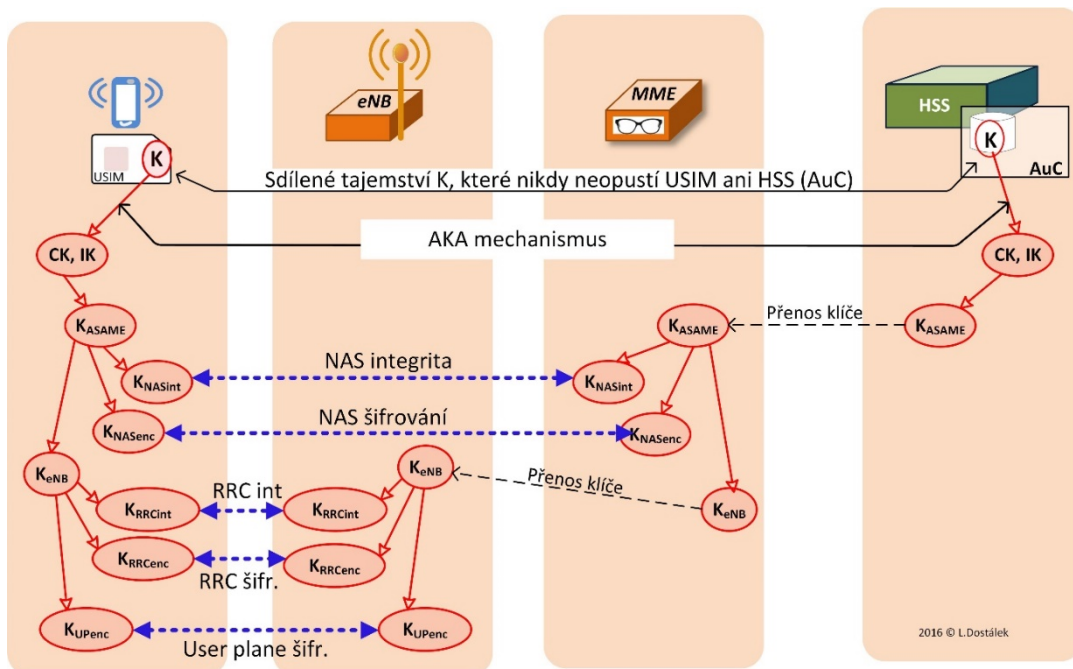 eNB
MME
HSS
USIM
K
K
AuC
Sdílené tajemství K, které nikdy neopustí USIM ani HSS (AuC)
AKA mechanismus
CK, IK
CK, IK
KASAME
KASAME
Přenos klíče
KASAME
NAS integrita
KNASint
KNASint
NAS šifrování
KNASenc
KNASenc
KeNB
KeNB
Přenos klíče
KeNB
RRC int
KRRCint
KRRCint
KRRCenc
KRRCenc
RRC šifr.
KUPenc
KUPenc
User plane šifr.
2016 © L.Dostálek